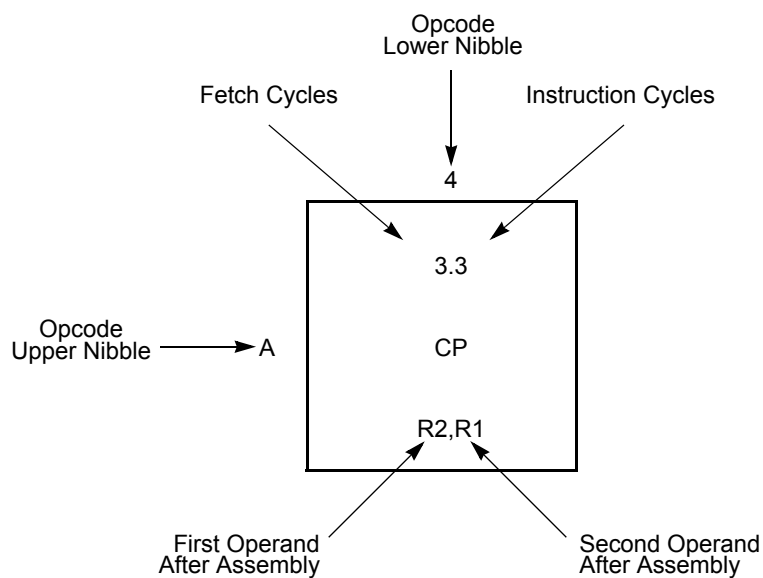 Opcode
Lower Nibble
Fetch Cycles
Instruction Cycles
4
3.3
Opcode
Upper Nibble
A
CP
R2,R1
First Operand
After Assembly
Second Operand
After Assembly